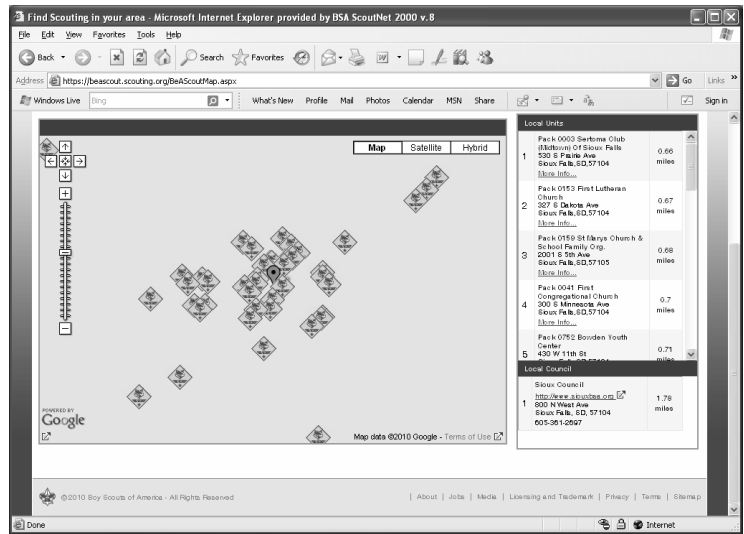 Find Scouting in your area - Microsoft Internet Explorer provided by BSA ScoutNet 2000 v.8
File Edit View Favorites Tools Help
Back Search Favorites
Address https://beascout.scouting.org/BeAScoutMap.aspx Go Links »
Windows Live Bing What's New Profile Mail Photos Calendar MSN Share Sign in
Map Satellite Hybrid
POWERED BY
Google
Map data ©2010 Google - Terms of Use
Local Units
1 Pack 0003 Sertoma Club
(Midtown) Of Sioux Falls
530 S Prairie Ave
Sioux Falls,SD,57104
More Info...
0.66
miles
2 Pack 0153 First Lutheran
Church
327 S Dakota Ave
Sioux Falls,SD,57104
More Info...
0.67
miles
3 Pack 0159 St Marys Church &
School Family Org.
2001 S 5th Ave
Sioux Falls,SD,57105
More Info...
0.68
miles
4 Pack 0041 First
Congregational Church
300 S Minnesota Ave
Sioux Falls,SD,57104
More Info...
0.7
miles
5 Pack 0752 Bowden Youth
Center
430 W 11th St
0.71
miles
Local Council
1 Sioux Council
http://www.siouxbsa.org
800 N West Ave
Sioux Falls, SD, 57104
605-361-2697
1.78
miles
©2010 Boy Scouts of America - All Rights Reserved
| About | Jobs | Media | Licensing and Trademark | Privacy | Terms | Sitemap
Done Internet